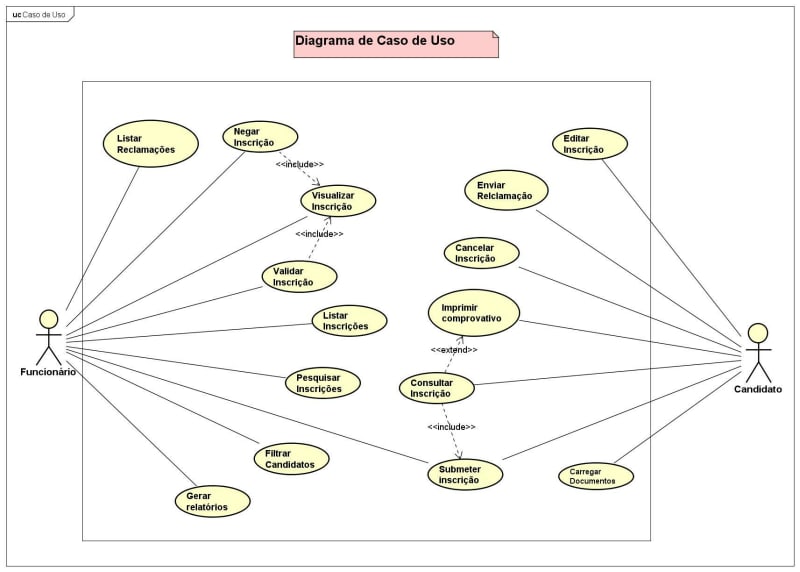 uc Caso de Uso
Diagrama de Caso de Uso
Listar
Reclamações
Negar
Inscrição
Editar
Inscrição
<<include>>
Visualizar
Inscrição
Enviar
Relclamação
<<include>>
Cancelar
Inscrição
Validar
Inscrição
Listar
Inscrições
Imprimir
comprovativo
<<extend>>
Funcionário
Candidato
Pesquisar
Inscrições
Consultar
Inscrição
<<include>>
Filtrar
Candidatos
Submeter
inscrição
Carregar
Documentos
Gerar
relatórios